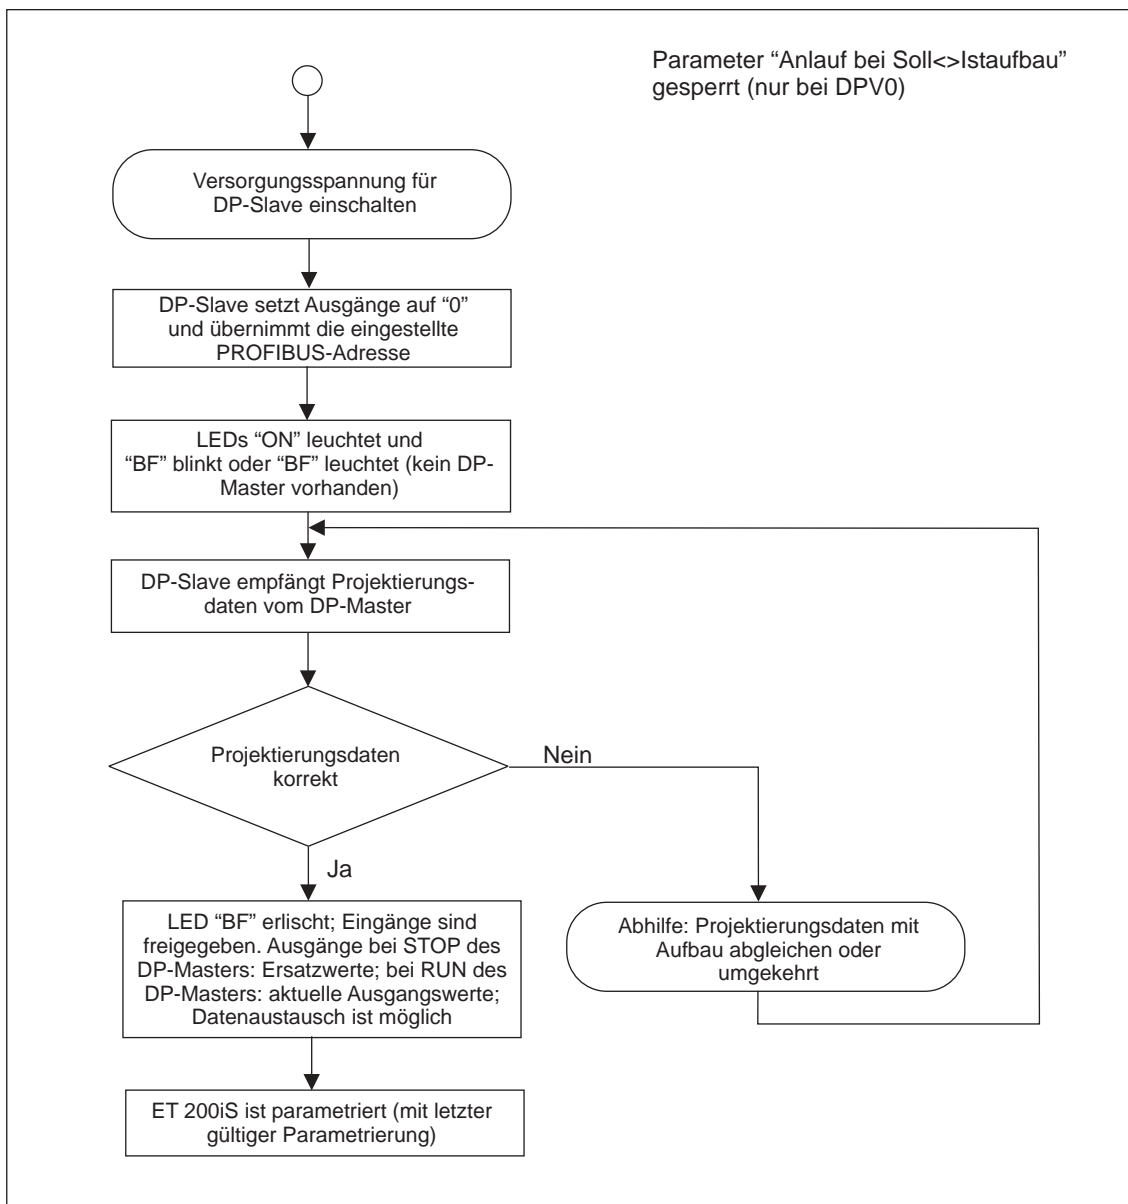 Parameter “Anlauf bei Soll<>Istaufbau”
gesperrt (nur bei DPV0)
Versorgungsspannung für
DP-Slave einschalten
DP-Slave setzt Ausgänge auf “0”
und übernimmt die eingestellte
PROFIBUS-Adresse
LEDs “ON” leuchtet und
“BF” blinkt oder “BF” leuchtet (kein DP-
Master vorhanden)
DP-Slave empfängt Projektierungs-
daten vom DP-Master
Projektierungsdaten
korrekt
Nein
Ja
LED “BF” erlischt; Eingänge sind
freigegeben. Ausgänge bei STOP des
DP-Masters: Ersatzwerte; bei RUN des
DP-Masters: aktuelle Ausgangswerte;
Datenaustausch ist möglich
Abhilfe: Projektierungsdaten mit
Aufbau abgleichen oder
umgekehrt
ET 200iS ist parametriert (mit letzter
gültiger Parametrierung)